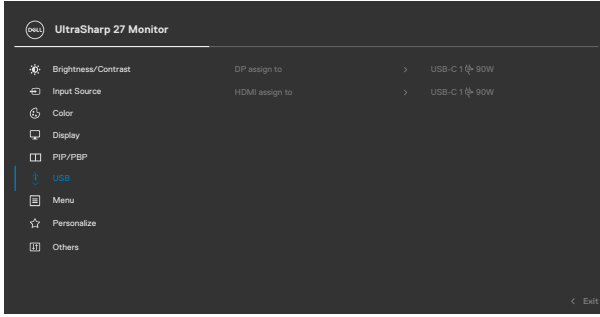 DELL UltraSharp 27 Monitor
Brightness/Contrast DP assign to > USB-C 1 90W
Input Source HDMI assign to > USB-C 1 90W
Color
Display
PIP/PBP
USB
Menu
Personalize
Others
< Exit